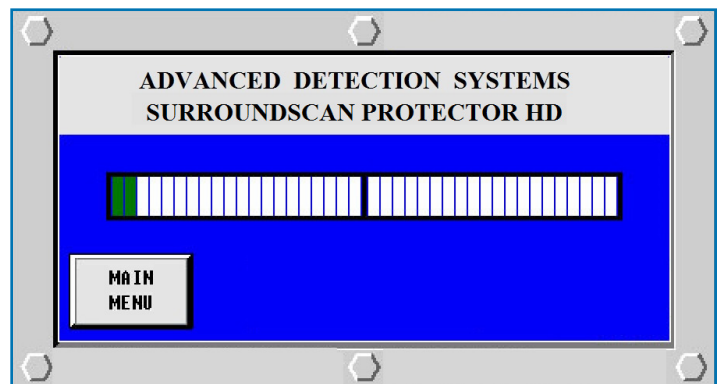 ADVANCED DETECTION SYSTEMS
SURROUNDSCAN PROTECTOR HD
MAIN
MENU